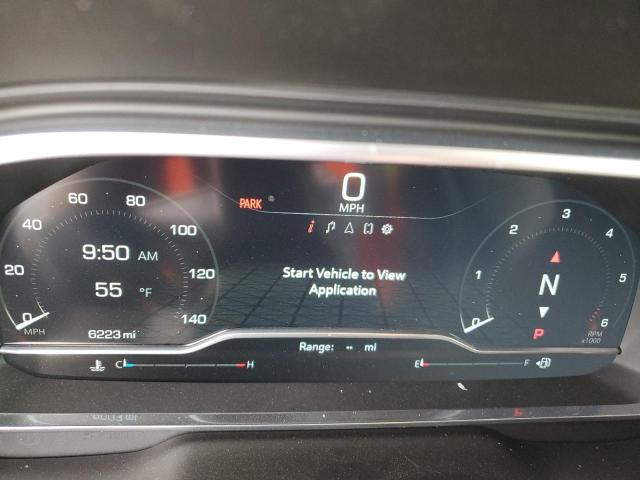 0
MPH
PARK
i
0 20 40 60 80 100 120 140
MPH
9:50 AM
55 °F
6223 mi
Start Vehicle to View
Application
Range: -- mi
C H
E F
0 1 2 3 4 5 6
N
P
RPM
x1000